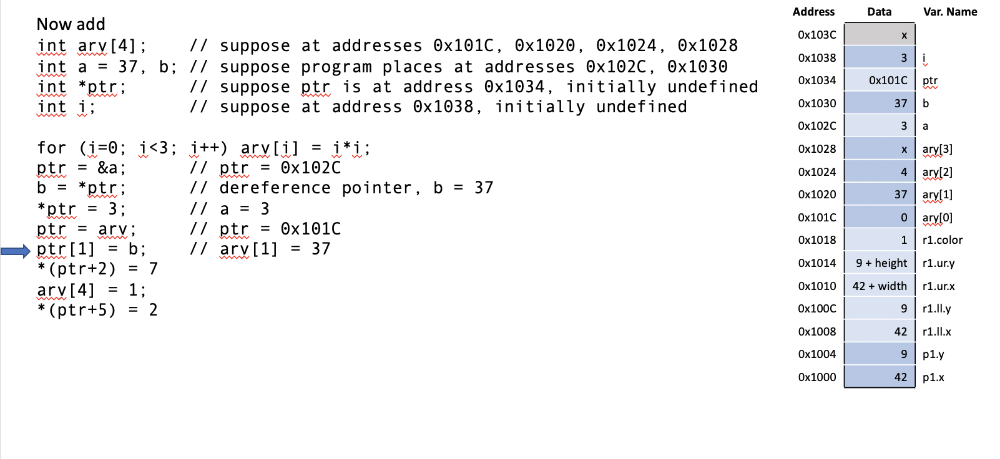 Now add
int arv[4]; // suppose at addresses 0x101C, 0x1020, 0x1024, 0x1028
int a = 37, b; // suppose program places at addresses 0x102C, 0x1030
int *ptr; // suppose ptr is at address 0x1034, initially undefined
int i; // suppose at address 0x1038, initially undefined
for (i=0; i<3; i++) arv[i] = i*i;
ptr = &a; // ptr = 0x102C
b = *ptr; // dereference pointer, b = 37
*ptr = 3; // a = 3
ptr = arv; // ptr = 0x101C
ptr[1] = b; // arv[1] = 37
*(ptr+2) = 7
arv[4] = 1;
*(ptr+5) = 2
Address Data Var. Name
0x103C x
0x1038 3 i
0x1034 0x101C ptr
0x1030 37 b
0x102C 3 a
0x1028 x ary[3]
0x1024 4 ary[2]
0x1020 37 ary[1]
0x101C 0 ary[0]
0x1018 1 r1.color
0x1014 9 + height r1.ur.y
0x1010 42 + width r1.ur.x
0x100C 9 r1.ll.y
0x1008 42 r1.ll.x
0x1004 9 p1.y
0x1000 42 p1.x